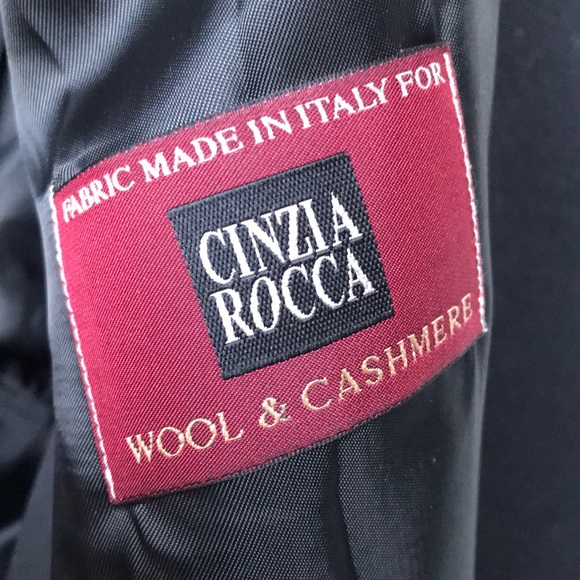 FABRIC MADE IN ITALY FOR
CINZIA
ROCCA
WOOL & CASHMERE